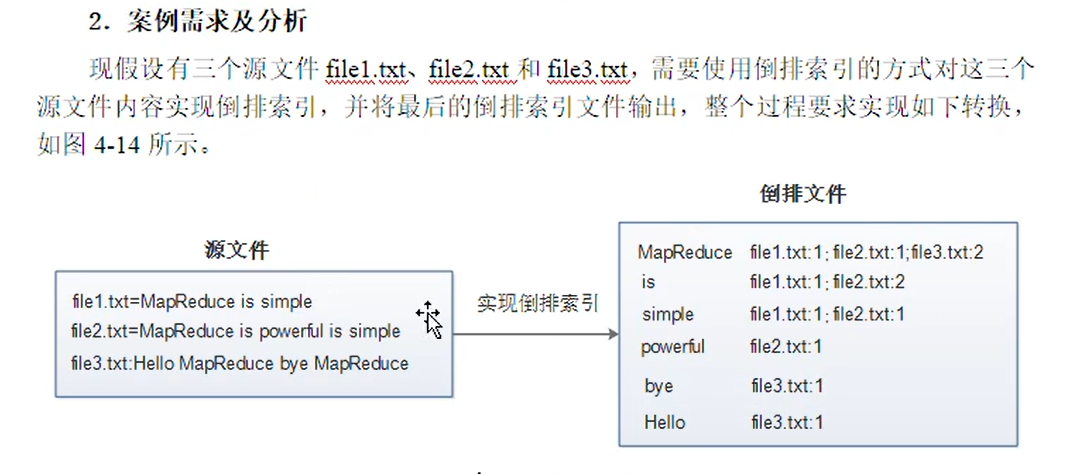 2．案例需求及分析
现假设有三个源文件 file1.txt、file2.txt 和 file3.txt，需要使用倒排索引的方式对这三个
源文件内容实现倒排索引，并将最后的倒排索引文件输出，整个过程要求实现如下转换，
如图 4-14 所示。
倒排文件
源文件
MapReduce file1.txt:1; file2.txt:1;file3.txt:2
is file1.txt:1; file2.txt:2
simple file1.txt:1; file2.txt:1
powerful file2.txt:1
bye file3.txt:1
Hello file3.txt:1
file1.txt=MapReduce is simple
file2.txt=MapReduce is powerful is simple
file3.txt:Hello MapReduce bye MapReduce
实现倒排索引